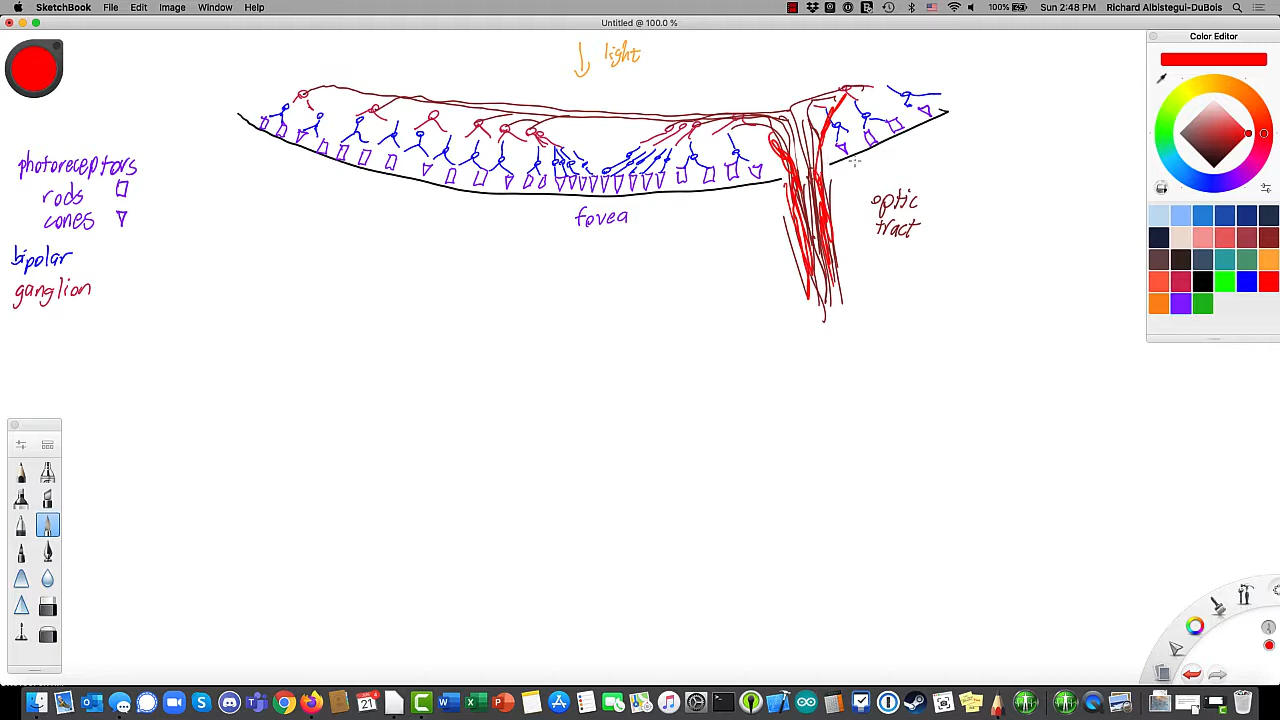 SketchBook File Edit Image Window Help 100% Sun 2:48 PM Richard Albistegui-DuBois
Untitled @ 100.0 %
Color Editor
light
photoreceptors
rods
cones
bipolar
ganglion
fovea
optic
tract